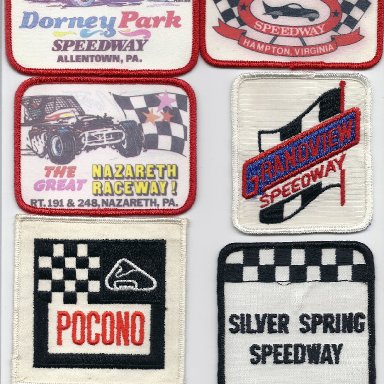 Dorney Park
SPEEDWAY
ALLENTOWN, PA.
SPEEDWAY
HAMPTON, VIRGINIA
THE GREAT
NAZARETH
RACEWAY!
RT. 191 & 248, NAZARETH, PA.
GRANDVIEW
SPEEDWAY
POCONO
SILVER SPRING
SPEEDWAY